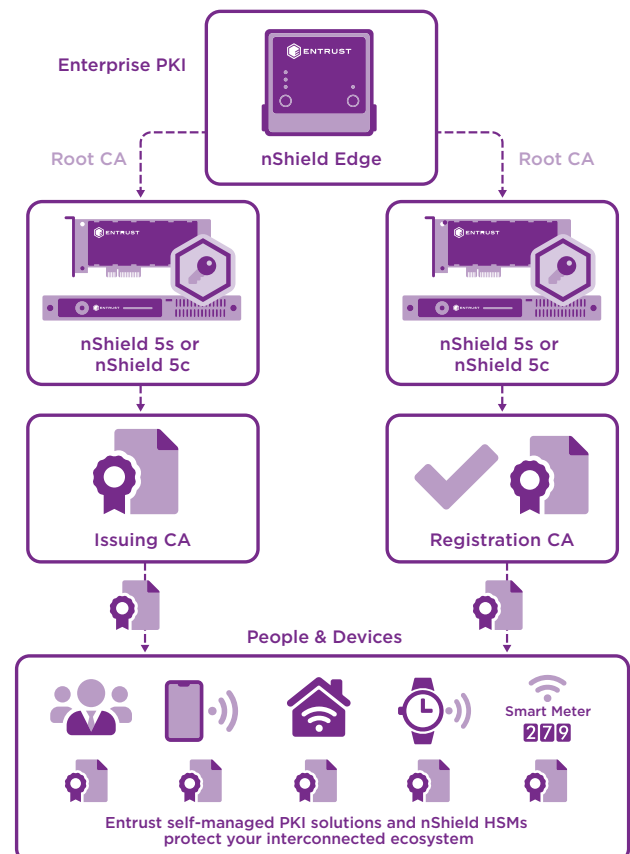 ENTRUST
Enterprise PKI
nShield Edge
Root CA
Root CA
ENTRUST
ENTRUST
nShield 5s or
nShield 5c
ENTRUST
ENTRUST
nShield 5s or
nShield 5c
Issuing CA
Registration CA
People & Devices
Smart Meter
279
Entrust self-managed PKI solutions and nShield HSMs
protect your interconnected ecosystem